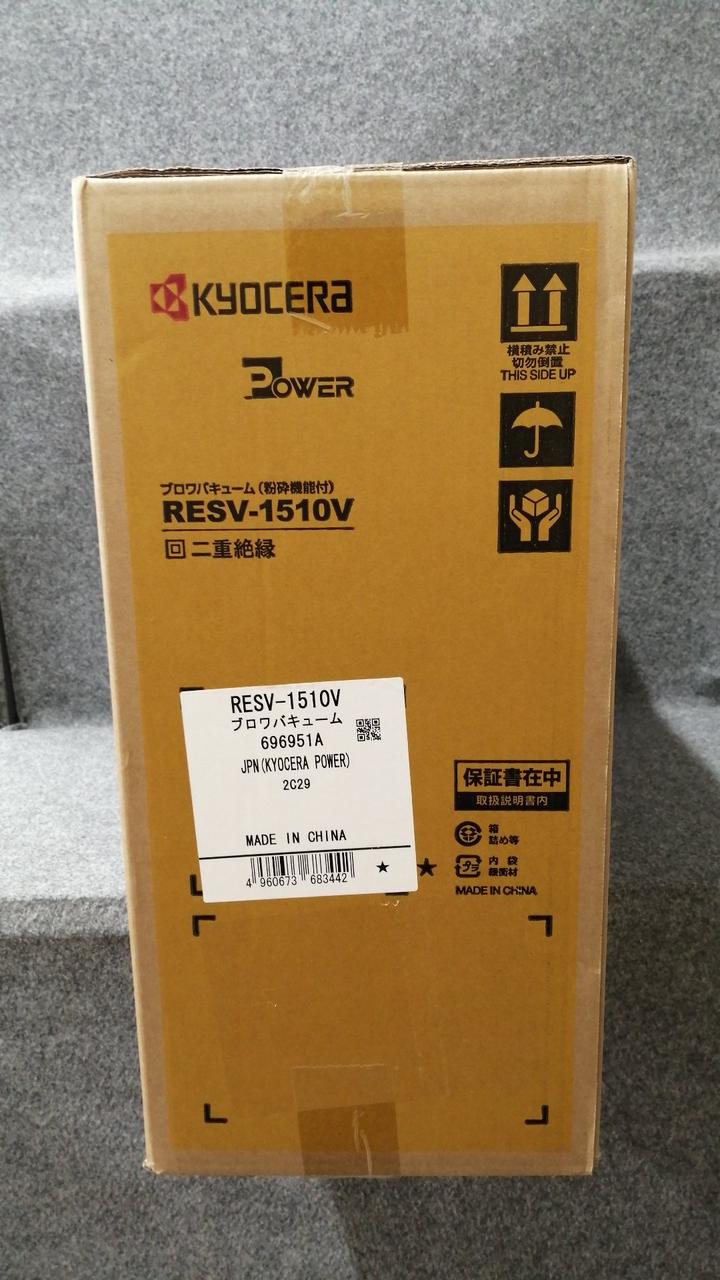 KYOCERA
POWER
横積み禁止
切勿倒置
THIS SIDE UP
ブロワバキューム(粉砕機能付)
RESV-1510V
二重絶縁
RESV-1510V
ブロワバキューム
696951A
JPN(KYOCERA POWER)
2C29
MADE IN CHINA
4 960673 683442
★
★
保証書在中
取扱説明書内
箱
詰め等
プラ
内 袋
緩衝材
MADE IN CHINA